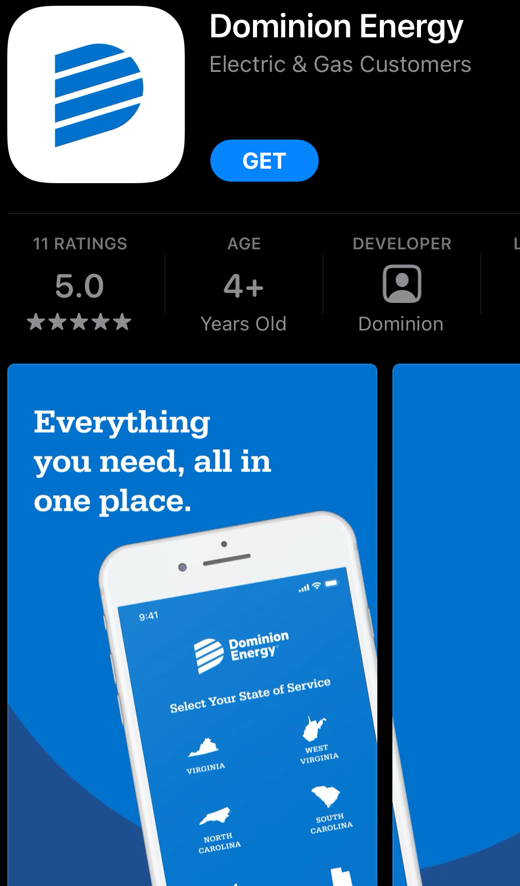 Dominion Energy
Electric & Gas Customers
GET
11 RATINGS
AGE
DEVELOPER
L
5.0
4+
★★★★★
Years Old
Dominion
Everything
you need, all in
one place.
9:41
Dominion
Energy®
Select Your State of Service
VIRGINIA
WEST
VIRGINIA
NORTH
CAROLINA
SOUTH
CAROLINA